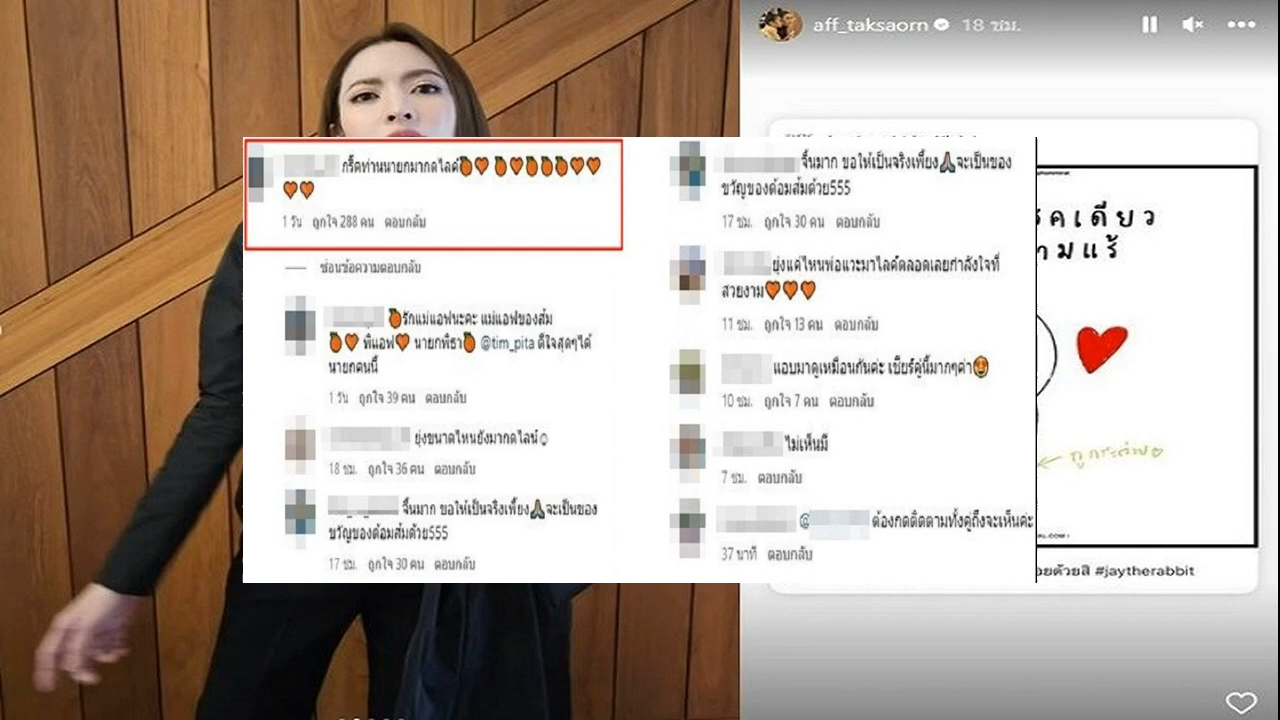 กรี๊ดท่านนายกมากดไลค์🍊🧡 🍊🧡🍊🍊🍊🧡🧡
🧡🧡
1 วัน ถูกใจ 288 คน ตอบกลับ
ซ่อนข้อความตอบกลับ
🍊รักแม่แอฟนะคะ แม่แอฟของส้ม
🍊🧡 พี่แอฟ🧡 นายกพิธา🍊 @tim_pita ดีใจสุดๆได้
นายกคนนี้
1 วัน ถูกใจ 39 คน ตอบกลับ
ยุ่งขนาดไหนยังมากดไลน์
18 ชม. ถูกใจ 36 คน ตอบกลับ
จิ้นมาก ขอให้เป็นจริงเพี้ยง🙏จะเป็นของ
ขวัญของด้อมส้มด้วย555
17 ชม. ถูกใจ 30 คน ตอบกลับ
จิ้นมาก ขอให้เป็นจริงเพี้ยง🙏จะเป็นของ
ขวัญของด้อมส้มด้วย555
17 ชม. ถูกใจ 30 คน ตอบกลับ
ยุ่งแค่ไหนพ่อแวะมาไลค์ตลอดเลยกำลังใจที่
สวยงาม🧡🧡🧡
11 ชม. ถูกใจ 13 คน ตอบกลับ
แอบมาดูเหมือนกันค่ะ เชียร์คู่นี้มากๆค่า🤩
10 ชม. ถูกใจ 7 คน ตอบกลับ
ไม่เห็นมี
7 ชม. ตอบกลับ
@ ต้องกดติดตามทั้งคู่ถึงจะเห็นค่ะ
37 นาที ตอบกลับ
aff_taksaorn 18 ชม.
คเดียว
ามแร้
#jaytherabbit